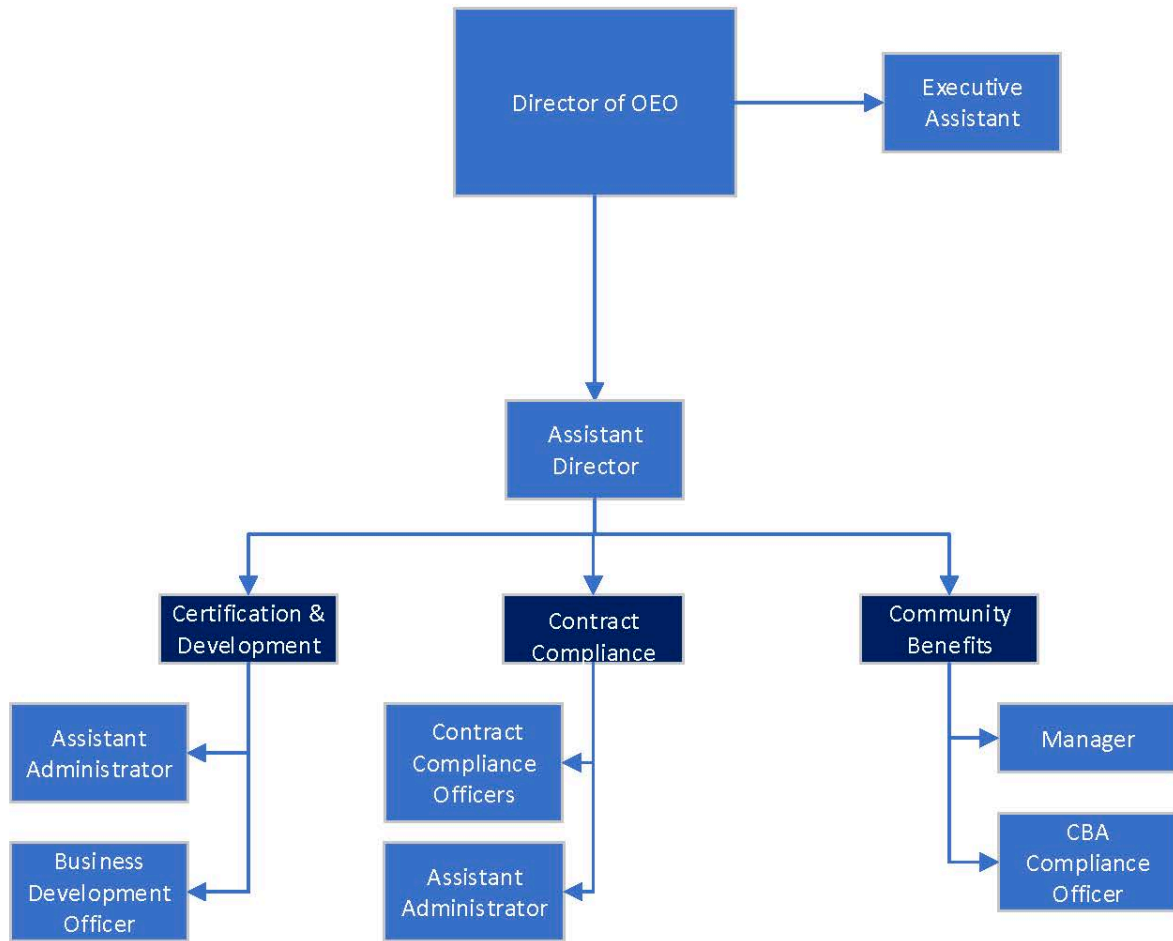 Director of OEO
Executive
Assistant
Assistant
Director
Certification &
Development
Contract
Compliance
Community
Benefits
Assistant
Administrator
Contract
Compliance
Officers
Manager
Business
Development
Officer
Assistant
Administrator
CBA
Compliance
Officer